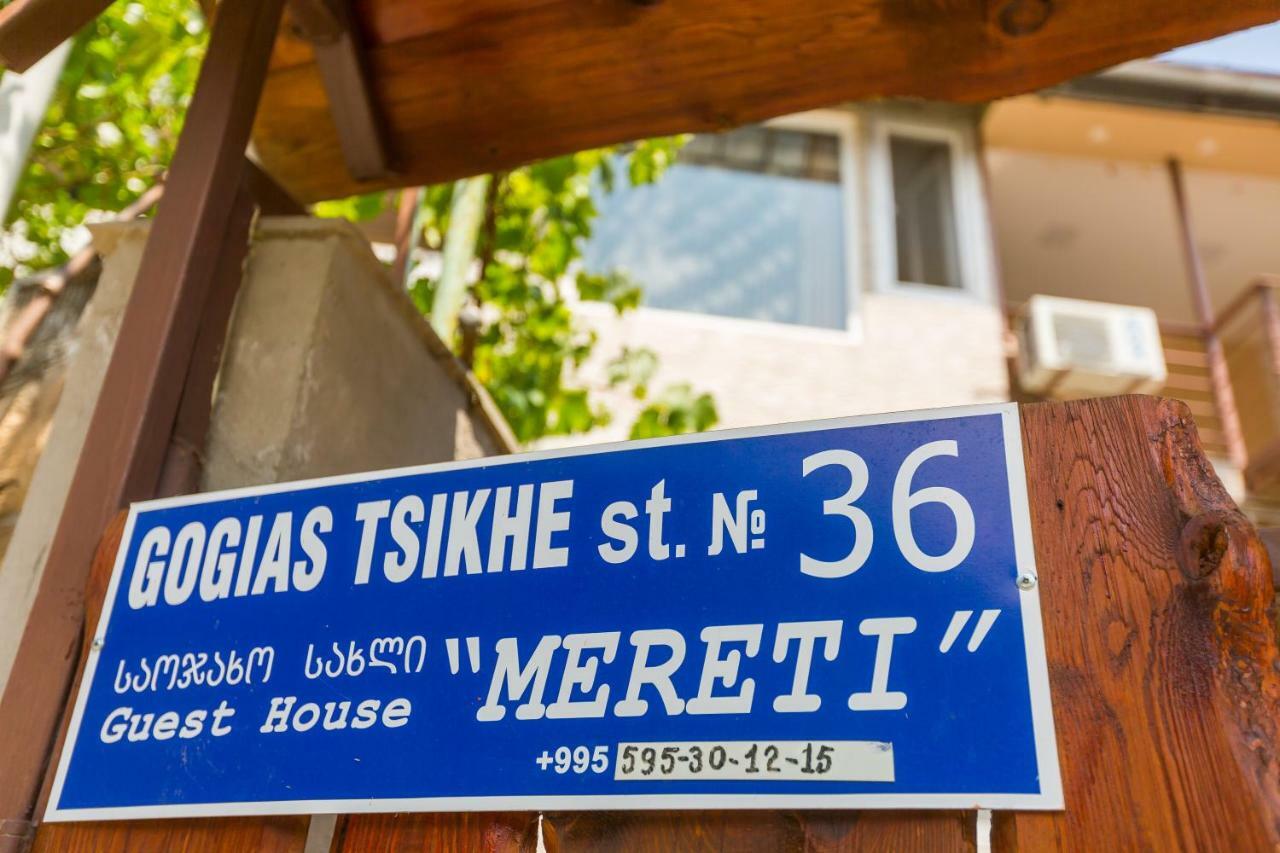 GOGIAS TSIKHE st. № 36
საოჯახო სახლი
Guest House
"MERETI"
+995 595-30-12-15